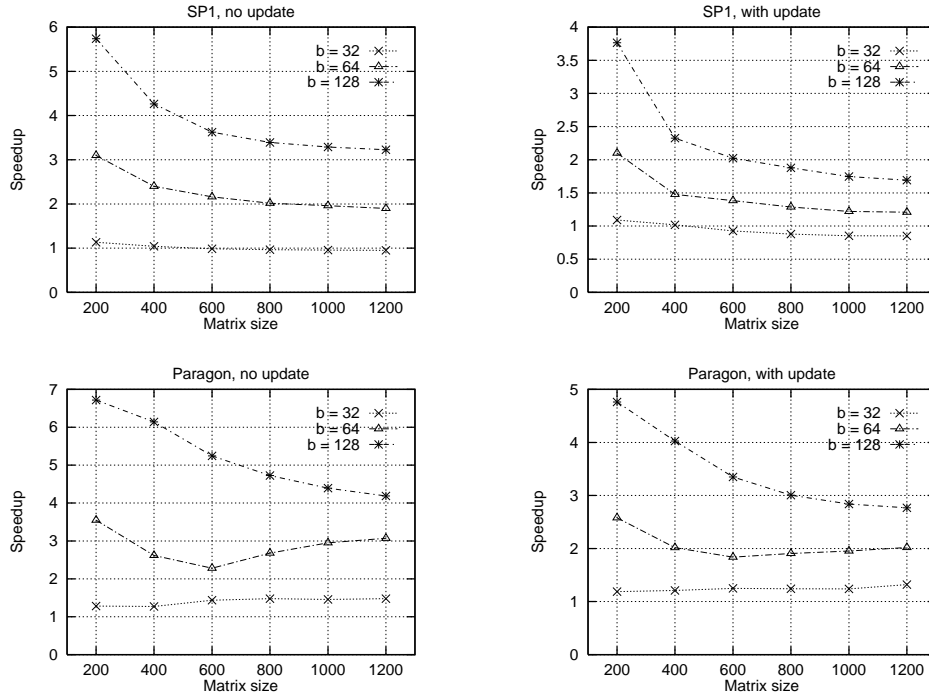 SP1, no update
6
5
4
3
2
1
0
Speedup
b = 32
b = 64
b = 128
200 400 600 800 1000 1200
Matrix size
SP1, with update
4
3.5
3
2.5
2
1.5
1
0.5
0
Speedup
b = 32
b = 64
b = 128
200 400 600 800 1000 1200
Matrix size
Paragon, no update
7
6
5
4
3
2
1
0
Speedup
b = 32
b = 64
b = 128
200 400 600 800 1000 1200
Matrix size
Paragon, with update
5
4
3
2
1
0
Speedup
b = 32
b = 64
b = 128
200 400 600 800 1000 1200
Matrix size